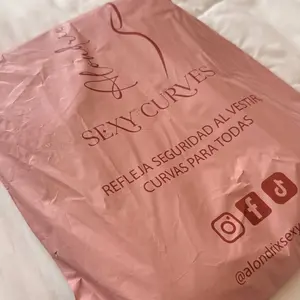 SEXY CURVES
REFLEJA SEGURIDAD AL VESTIR
CURVAS PARA TODAS
@alondrixsexy